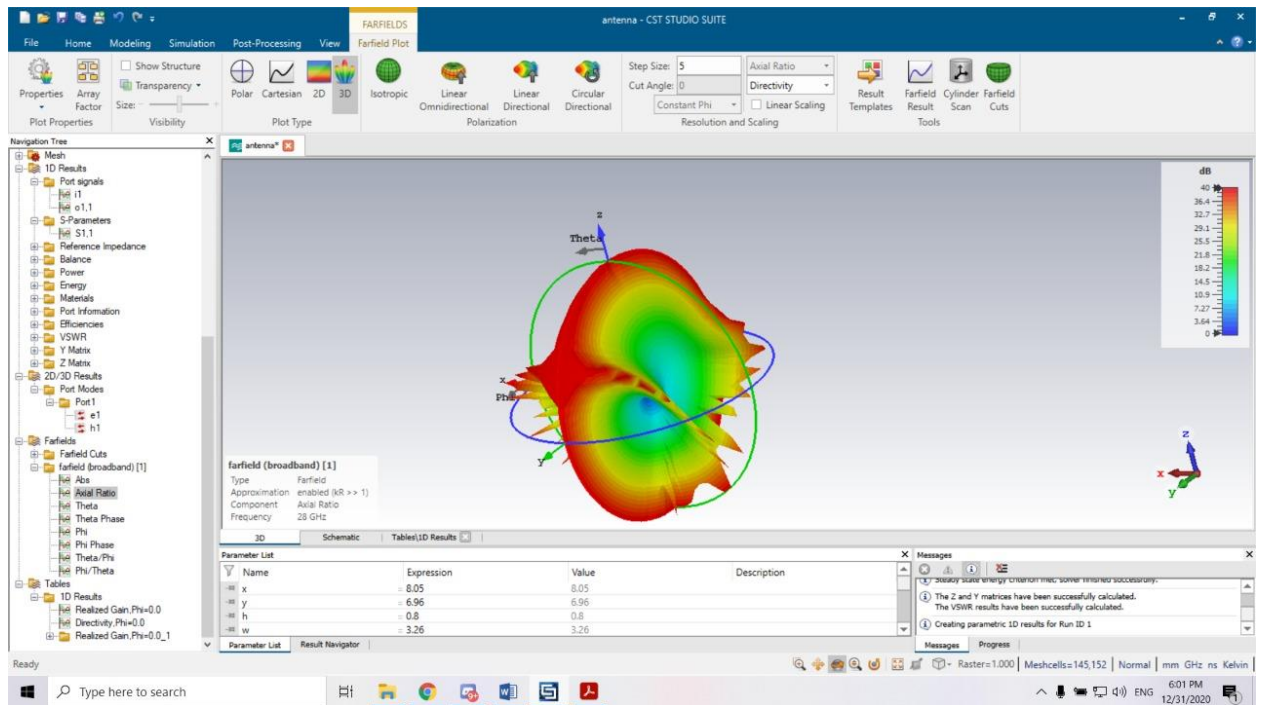 antenna - CST STUDIO SUITE
FARFIELDS
File Home Modeling Simulation Post-Processing View Farfield Plot
Properties
Array Factor
Show Structure
Transparency
Size:
Plot Properties
Visibility
Polar Cartesian 2D 3D
Plot Type
Isotropic
Linear Omnidirectional
Linear Directional
Circular Directional
Polarization
Step Size: 5
Axial Ratio
Cut Angle: 0
Directivity
Constant Phi
Linear Scaling
Resolution and Scaling
Result Templates
Farfield Result
Cylinder Scan
Farfield Cuts
Tools
Navigation Tree
Mesh
1D Results
Port signals
i1
o1,1
S-Parameters
S1,1
Reference Impedance
Balance
Power
Energy
Materials
Port Information
Efficiencies
VSWR
Y Matrix
Z Matrix
2D/3D Results
Port Modes
Port1
e1
h1
Farfields
Farfield Cuts
farfield (broadband) [1]
Abs
Axial Ratio
Theta
Theta Phase
Phi
Phi Phase
Theta/Phi
Phi/Theta
Tables
1D Results
Realized Gain,Phi=0.0
Directivity,Phi=0.0
Realized Gain,Phi=0.0_1
antenna*
z
Theta
x
Phi
y
dB
40
36.4
32.7
29.1
25.5
21.8
18.2
14.5
10.9
7.27
3.64
0
z
x
y
farfield (broadband) [1]
Type Farfield
Approximation enabled (kR >> 1)
Component Axial Ratio
Frequency 28 GHz
3D Schematic Tables\1D Results
Parameter List
Name Expression Value Description
x = 8.05 8.05
y = 6.96 6.96
h = 0.8 0.8
w = 3.26 3.26
Parameter List Result Navigator
Messages
Steady state energy criterion met, solver finished successfully.
The Z and Y matrices have been successfully calculated.
The VSWR results have been successfully calculated.
Creating parametric 1D results for Run ID 1
Messages Progress
Ready
Raster=1.000 Meshcells=145,152 Normal mm GHz ns Kelvin
Type here to search
ENG
6:01 PM
12/31/2020